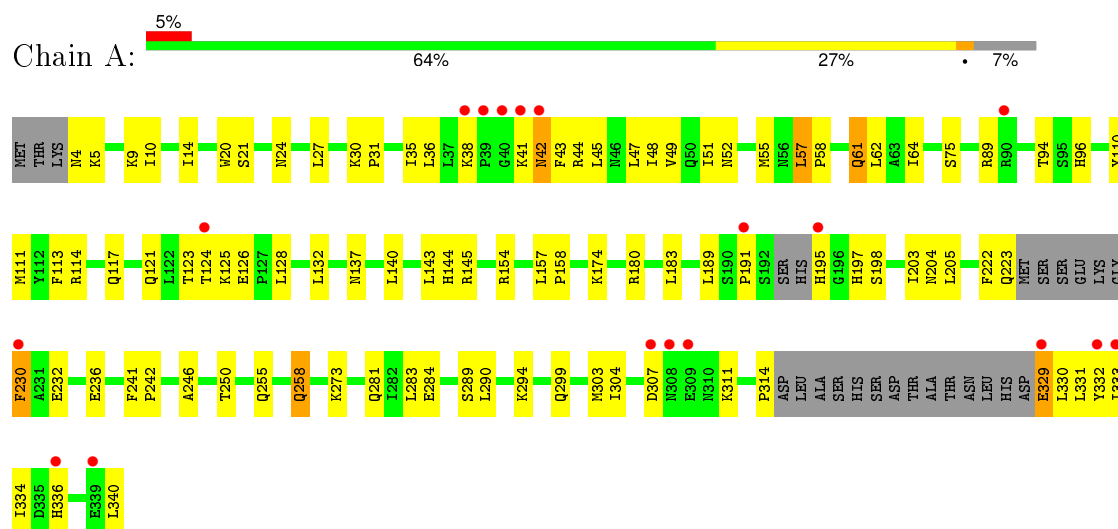 5%
Chain A:
64% 27% • 7%
MET THR LYS N4 K5 K9 I10 I14 W20 S21 N24 L27 K30 P31 I35 L36 L37 K38 P39 G40 K41 N42 F43 R44 L45 N46 L47 I48 V49 Q50 I51 N52 M55 N56 L57 P58 Q61 L62 A63 I64 S75 R89 R90 T94 S95 H96 Y110
M111 Y112 F113 R114 Q117 Q121 L122 T123 T124 K125 E126 P127 L128 L132 N137 L140 L143 H144 R145 R154 L157 P158 K174 R180 L183 L189 S190 P191 S192 SER HIS H195 G196 H197 S198 I203 N204 L205 F222 Q223 MET SER SER GLU LYS GLY
F230 A231 E232 E236 F241 P242 A246 T250 Q255 Q258 K273 Q281 I282 L283 E284 S289 L290 K294 Q299 M303 I304 D307 N308 E309 N310 K311 P314 ASP LEU ALA SER HIS SER ASP THR ALA THR ASN LEU HIS ASP E329 L330 L331 Y332 I333
I334 D335 H336 E339 L340